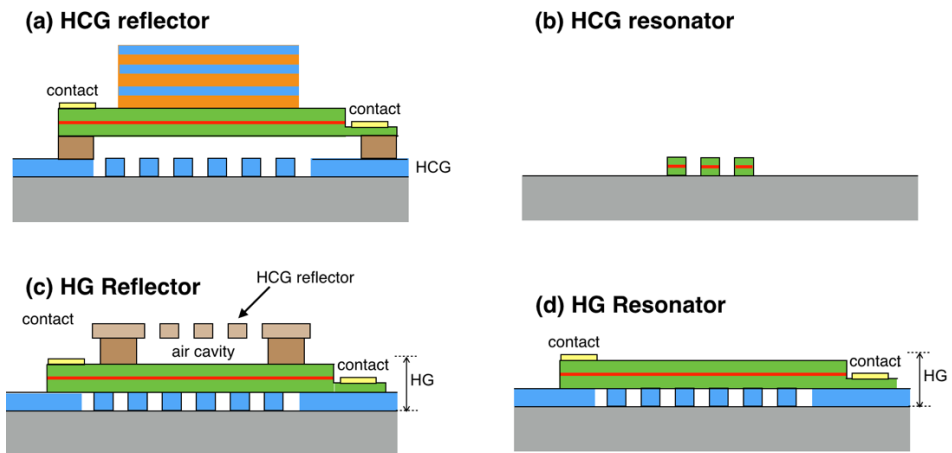 (a) HCG reflector
contact
contact
HCG
(b) HCG resonator
(c) HG Reflector
HCG reflector
contact
air cavity
contact
HG
(d) HG Resonator
contact
contact
HG